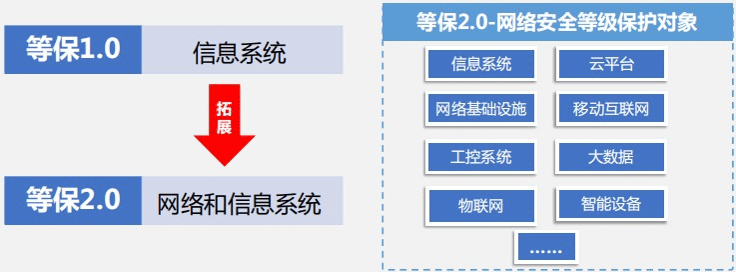 等保1.0
信息系统
拓展
等保2.0
网络和信息系统
等保2.0-网络安全等级保护对象
信息系统
云平台
网络基础设施
移动互联网
工控系统
大数据
物联网
智能设备
......